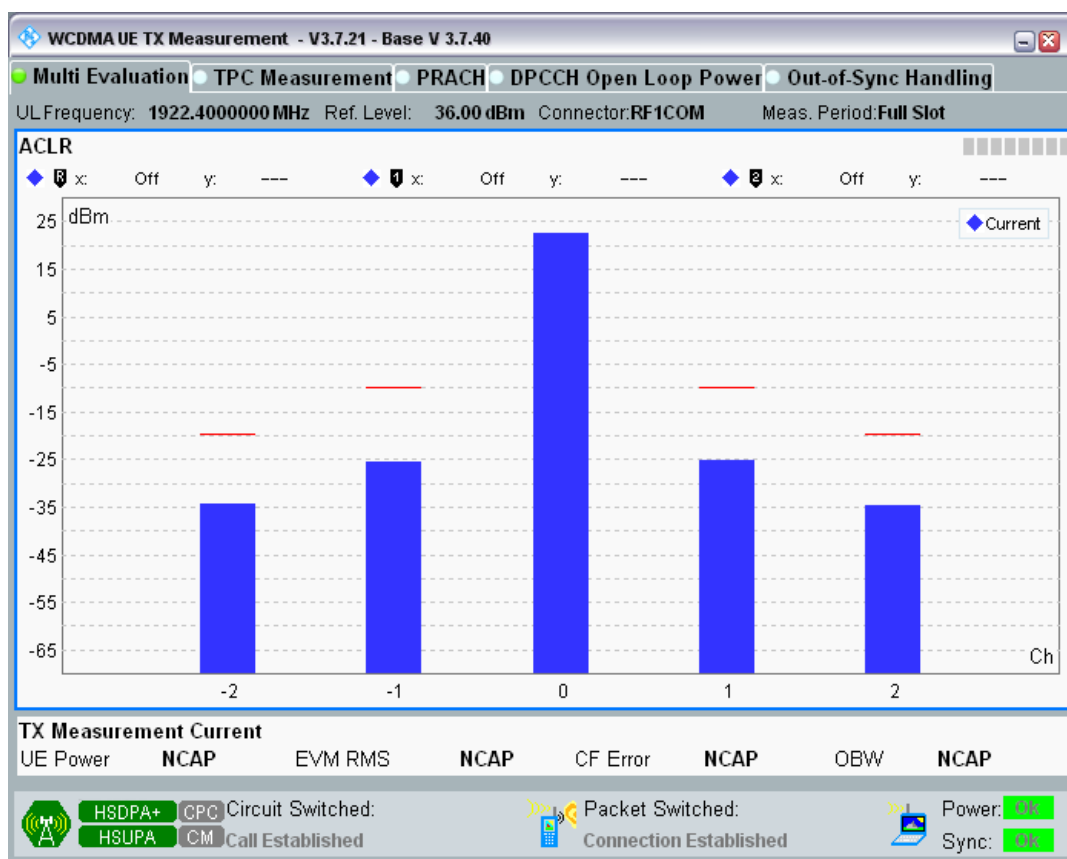 WCDMA UE TX Measurement - V3.7.21 - Base V 3.7.40
Multi Evaluation TPC Measurement PRACH DPCCH Open Loop Power Out-of-Sync Handling
UL Frequency: 1922.4000000 MHz Ref. Level: 36.00 dBm Connector:RF1COM Meas. Period:Full Slot
ACLR
R x: Off y: --- 1 x: Off y: --- 2 x: Off y: ---
dBm
Current
25
15
5
-5
-15
-25
-35
-45
-55
-65
Ch
-2 -1 0 1 2
TX Measurement Current
UE Power NCAP EVM RMS NCAP CF Error NCAP OBW NCAP
HSDPA+ CPC Circuit Switched: Packet Switched: Power: OK
HSUPA CM Call Established Connection Established Sync: OK